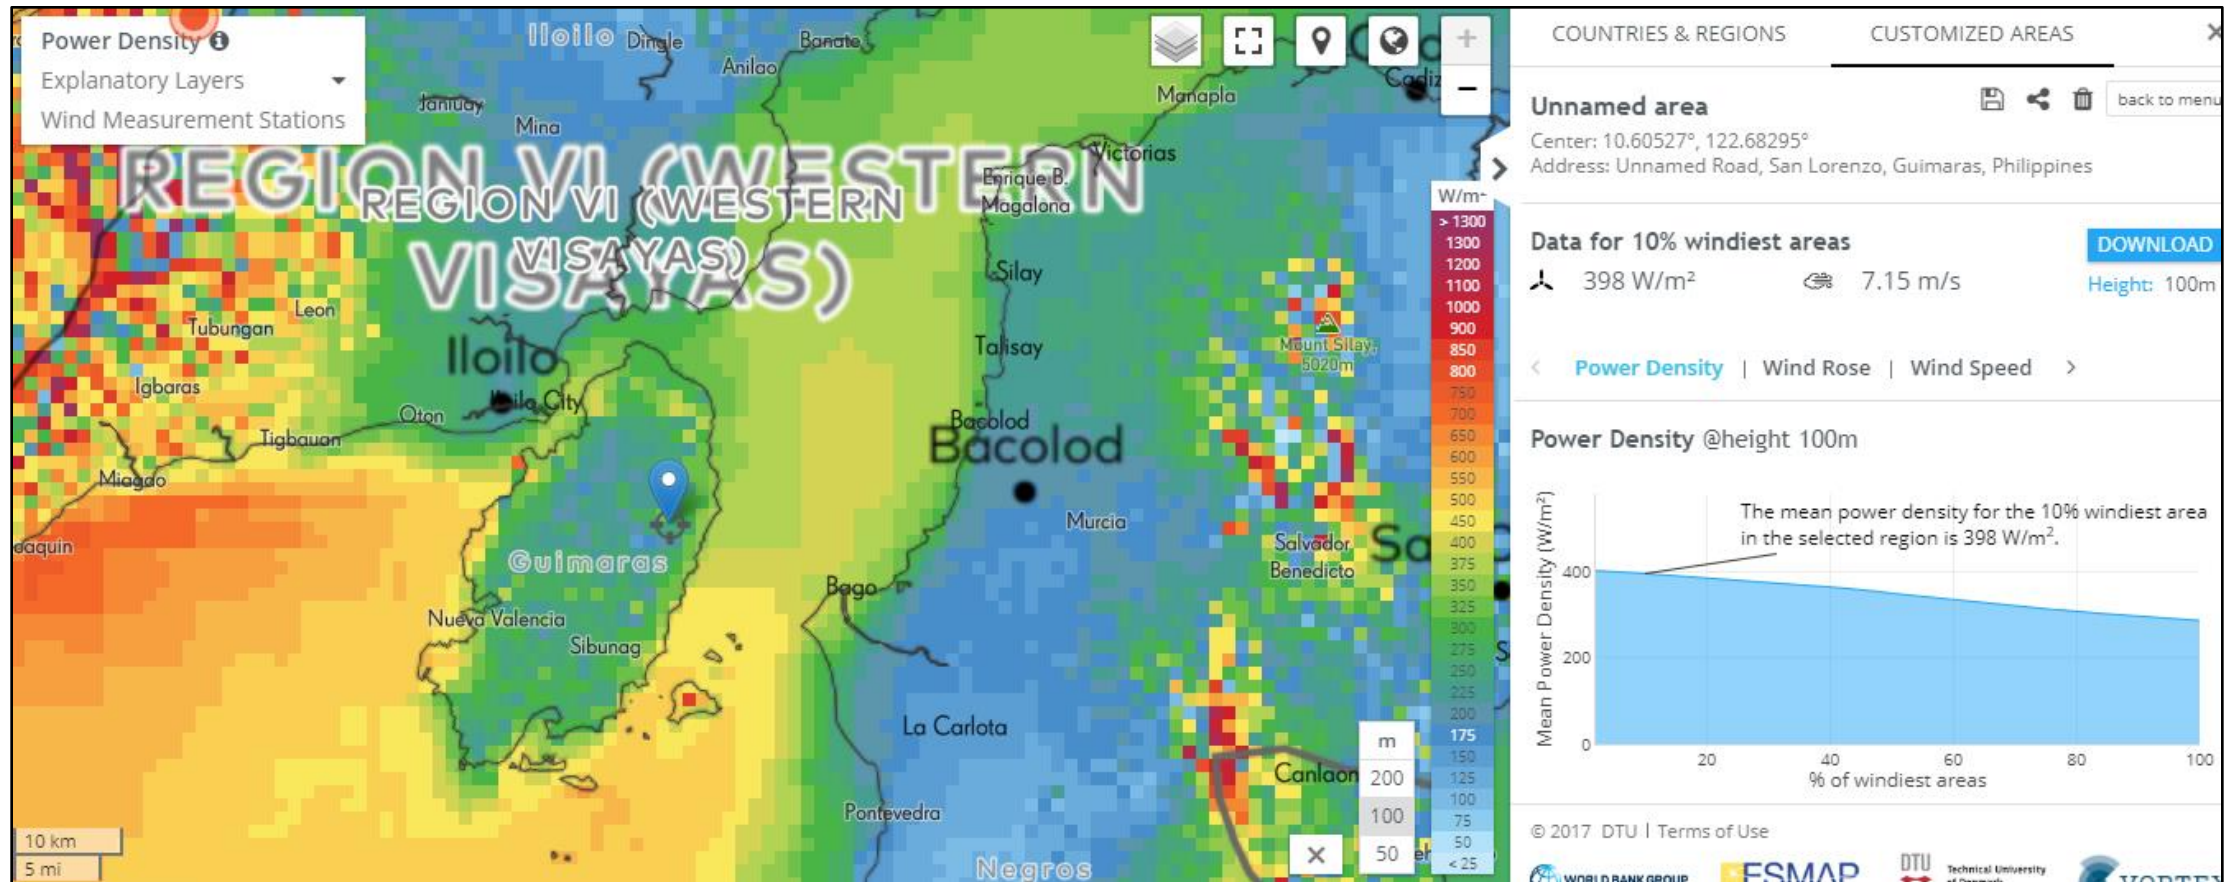 Power Density
Explanatory Layers
Wind Measurement Stations
Iloilo
Dingle
Banate
Anilao
Janiuay
Mina
Manapla
Cadiz
Victorias
REGION VI (WESTERN
VISAYAS)
REGION VI (WESTERN
VISAYAS)
Enrique B.
Magalona
Silay
Leon
Tubungan
Iloilo
Talisay
Mount Silay,
5020m
Igbaras
Iloilo City
Oton
Bacolod
Bacolod
Tigbauan
Miagao
Murcia
Salvador
Benedicto
Guimaras
Bago
Nueva Valencia
Sibunag
La Carlota
Canlaon
Pontevedra
Negros
10 km
5 mi
+
−
W/m²
> 1300
1300
1200
1100
1000
900
850
800
750
700
650
600
550
500
450
400
375
350
325
300
275
250
225
200
175
150
125
100
75
50
< 25
m
200
100
50
COUNTRIES & REGIONS
CUSTOMIZED AREAS
Unnamed area
back to menu
Center: 10.60527°, 122.68295°
Address: Unnamed Road, San Lorenzo, Guimaras, Philippines
Data for 10% windiest areas
DOWNLOAD
398 W/m²
7.15 m/s
Height: 100m
Power Density | Wind Rose | Wind Speed
Power Density @height 100m
The mean power density for the 10% windiest area
in the selected region is 398 W/m².
Mean Power Density (W/m²)
400
200
0
20 40 60 80 100
% of windiest areas
© 2017 DTU | Terms of Use
WORLD BANK GROUP
ESMAP
DTU
Technical University
of Denmark
VORTEX